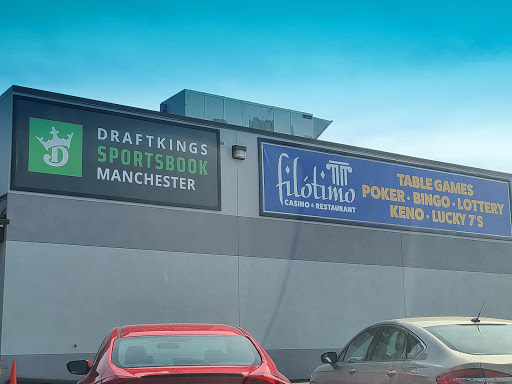 DRAFTKINGS
SPORTSBOOK
MANCHESTER
filótimo
CASINO & RESTAURANT
TABLE GAMES
POKER · BINGO · LOTTERY
KENO · LUCKY 7'S